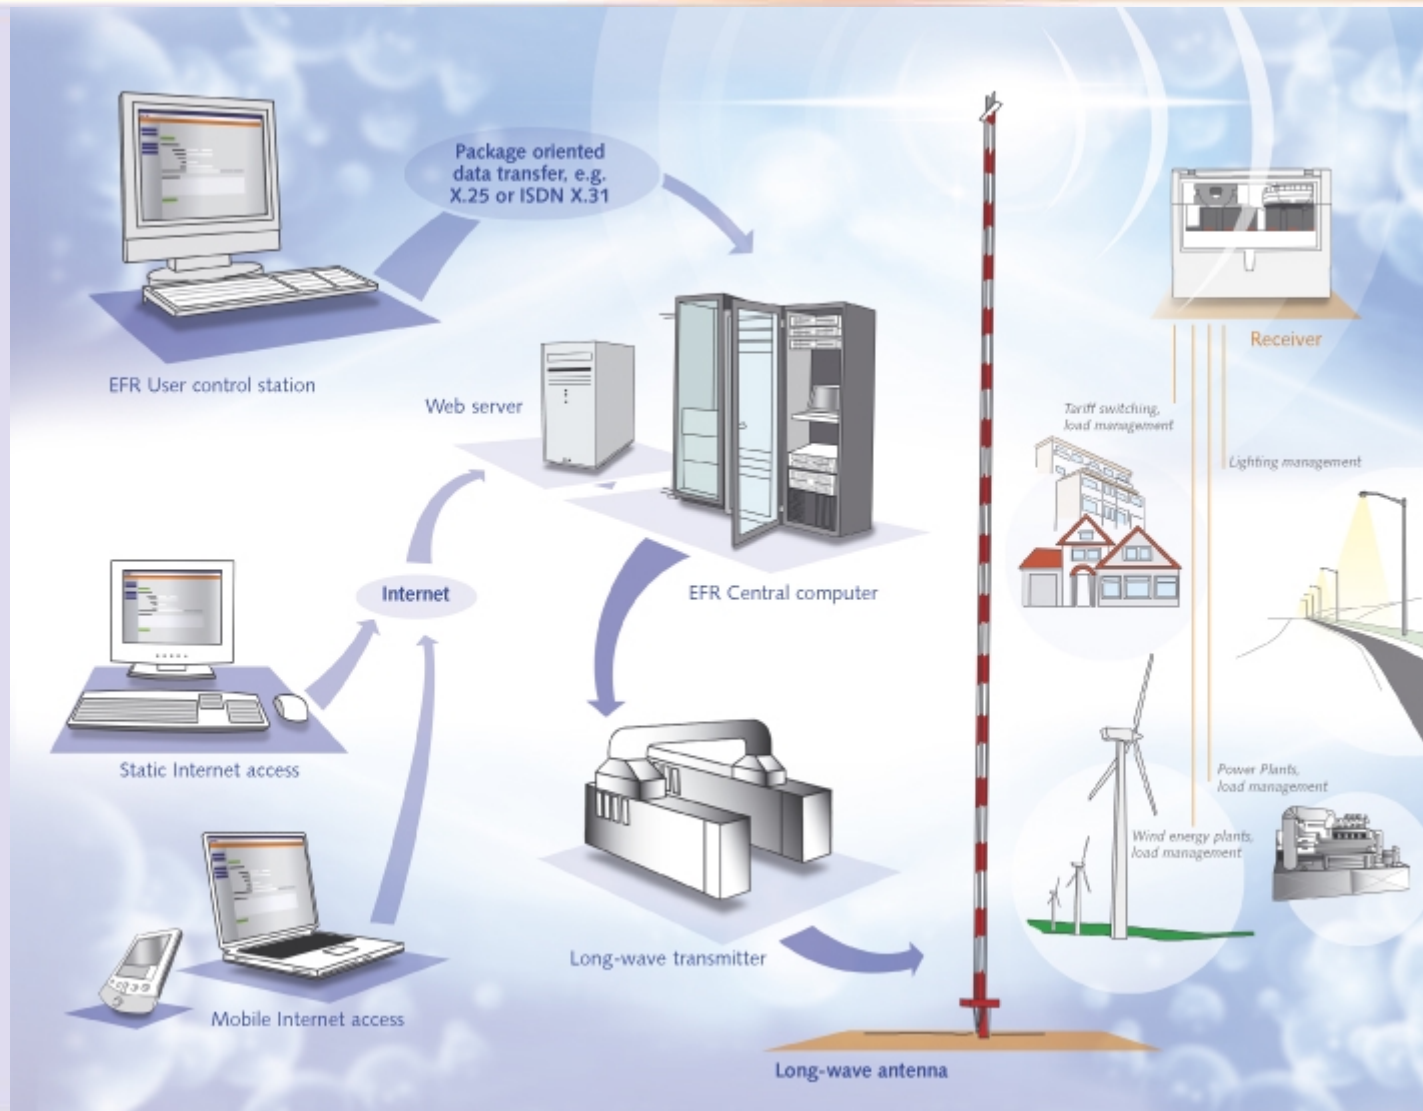 Package oriented
data transfer, e.g.
X.25 or ISDN X.31
EFR User control station
Web server
EFR Central computer
Internet
Static Internet access
Mobile Internet access
Long-wave transmitter
Long-wave antenna
Receiver
Tariff switching,
load management
Lighting management
Power Plants,
load management
Wind energy plants,
load management